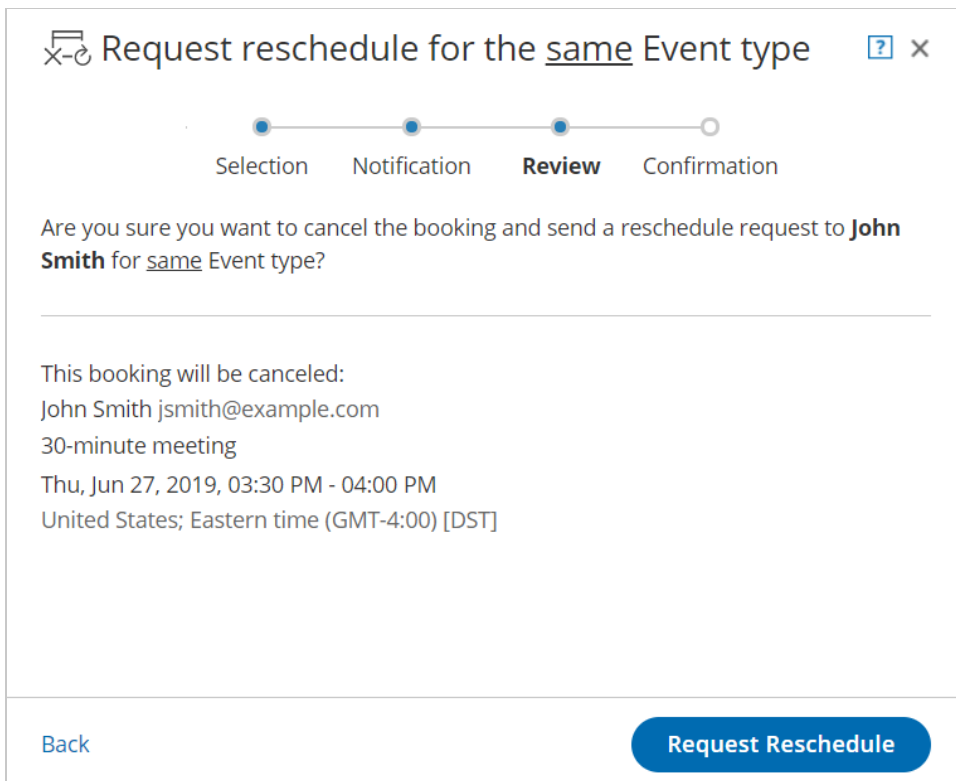 Request reschedule for the same Event type
?
Selection Notification Review Confirmation
Are you sure you want to cancel the booking and send a reschedule request to John
Smith for same Event type?
This booking will be canceled:
John Smith jsmith@example.com
30-minute meeting
Thu, Jun 27, 2019, 03:30 PM - 04:00 PM
United States; Eastern time (GMT-4:00) [DST]
Back Request Reschedule